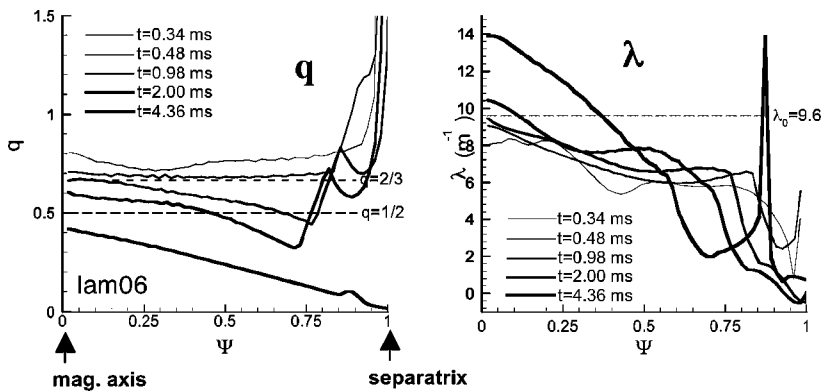 1.5
1
0.5
0
q
t=0.34 ms
t=0.48 ms
t=0.98 ms
t=2.00 ms
t=4.36 ms
q
q=2/3
q=1/2
lam06
0 0.25 0.5 0.75 1
Ψ
mag. axis
separatrix
14
12
10
8
6
4
2
0
λ (m⁻¹)
λ
λ₀=9.6
t=0.34 ms
t=0.48 ms
t=0.98 ms
t=2.00 ms
t=4.36 ms
0 0.25 0.5 0.75 1
Ψ